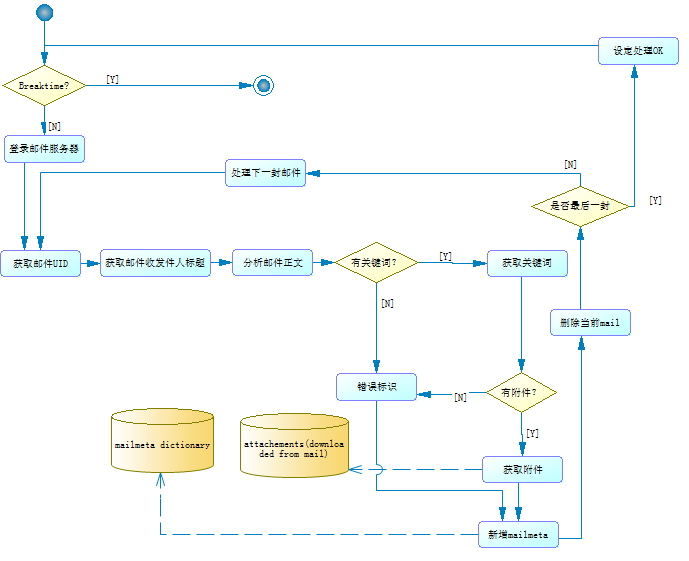 设定处理OK
Breaktime?
[Y]
[N]
登录邮件服务器
处理下一封邮件
[N]
是否最后一封
[Y]
获取邮件UID
获取邮件收发件人标题
分析邮件正文
有关键词?
[Y]
获取关键词
[N]
删除当前mail
错误标识
[N]
有附件?
[Y]
mailmeta dictionary
attachements(downloa
ded from mail)
获取附件
新增mailmeta